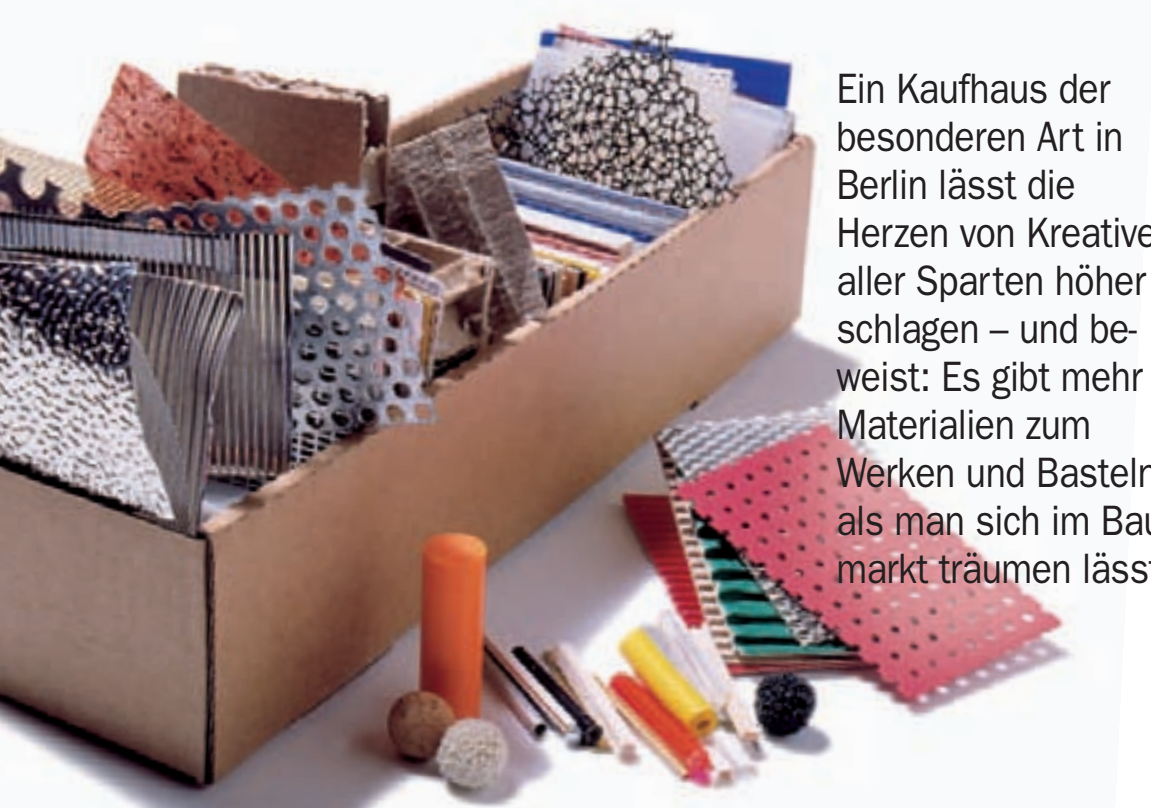 Ein Kaufhaus der
besonderen Art in
Berlin lässt die
Herzen von Kreative
aller Sparten höher
schlagen – und be-
weist: Es gibt mehr
Materialien zum
Werken und Basteln
als man sich im Bau
markt träumen lässt